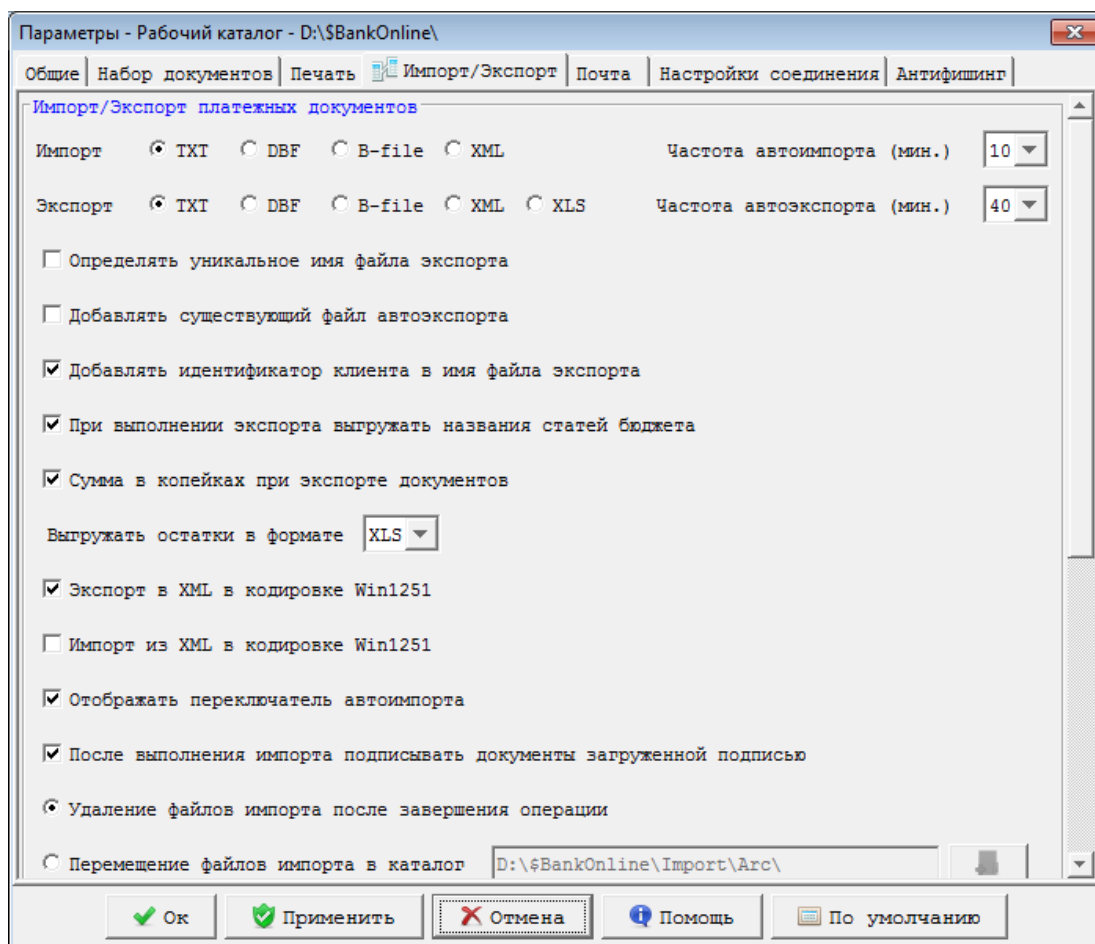 Параметры - Рабочий каталог - D:\$BankOnline\
Общие Набор документов Печать Импорт/Экспорт Почта Настройки соединения Антифишинг
Импорт/Экспорт платежных документов
Импорт TXT DBF B-file XML Частота автоимпорта (мин.) 10
Экспорт TXT DBF B-file XML XLS Частота автоэкспорта (мин.) 40
Определять уникальное имя файла экспорта
Добавлять существующий файл автоэкспорта
Добавлять идентификатор клиента в имя файла экспорта
При выполнении экспорта выгружать названия статей бюджета
Сумма в копейках при экспорте документов
Выгружать остатки в формате XLS
Экспорт в XML в кодировке Win1251
Импорт из XML в кодировке Win1251
Отображать переключатель автоимпорта
После выполнения импорта подписывать документы загруженной подписью
Удаление файлов импорта после завершения операции
Перемещение файлов импорта в каталог D:\$BankOnline\Import\Arc\
Ок Применить Отмена Помощь По умолчанию